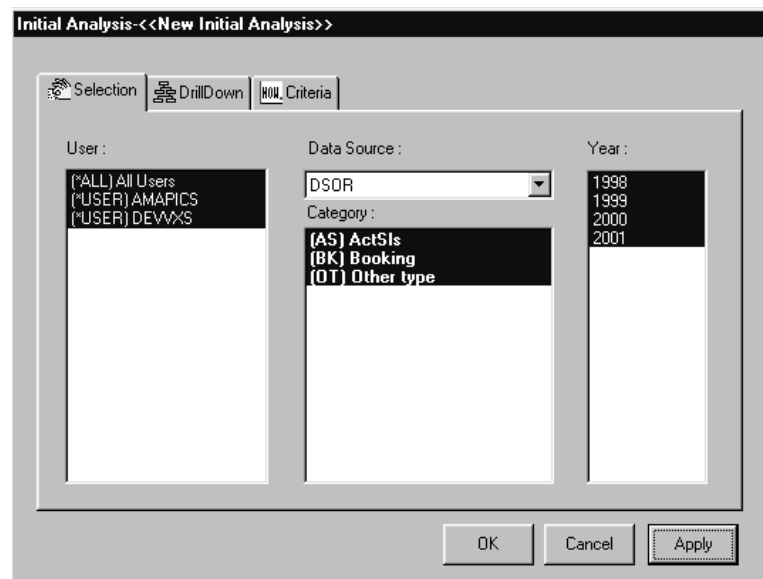 Initial Analysis-<<New Initial Analysis>>
Selection
DrillDown
HOW.
Criteria
User :
Data Source :
Year :
(*ALL) All Users
(*USER) AMAPICS
(*USER) DEVVXS
DSOR
Category :
(AS) ActSls
(BK) Booking
(OT) Other type
1998
1999
2000
2001
OK
Cancel
Apply